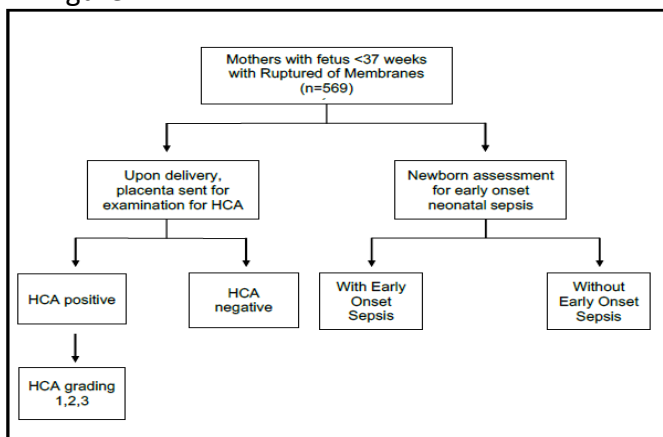 Mothers with fetus <37 weeks
with Ruptured of Membranes
(n=569)
Upon delivery,
placenta sent for
examination for HCA
Newborn assessment
for early onset
neonatal sepsis
HCA positive
HCA
negative
With Early
Onset
Sepsis
Without
Early Onset
Sepsis
HCA grading
1,2,3